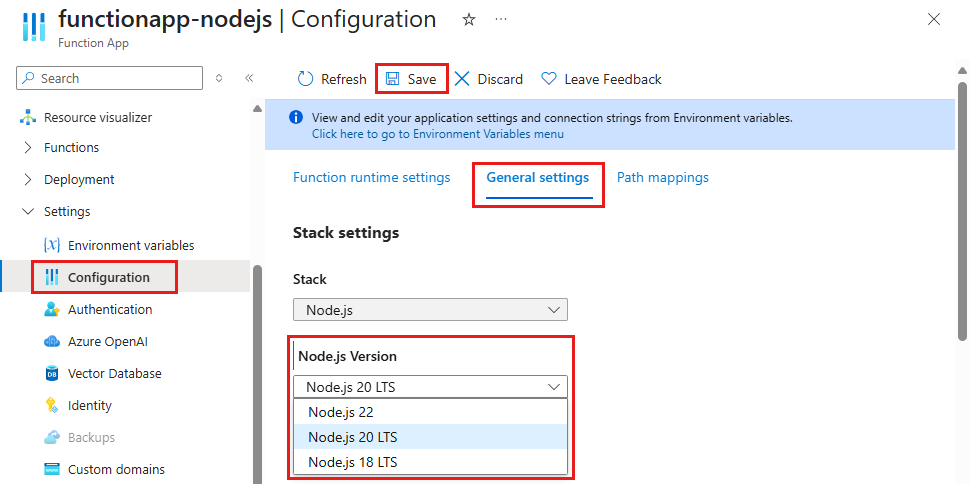 functionapp-nodejs | Configuration
Function App
Search
Refresh
Save
Discard
Leave Feedback
Resource visualizer
Functions
Deployment
Settings
Environment variables
Configuration
Authentication
Azure OpenAI
Vector Database
Identity
Backups
Custom domains
View and edit your application settings and connection strings from Environment variables.
Click here to go to Environment Variables menu
Function runtime settings
General settings
Path mappings
Stack settings
Stack
Node.js
Node.js Version
Node.js 20 LTS
Node.js 22
Node.js 20 LTS
Node.js 18 LTS